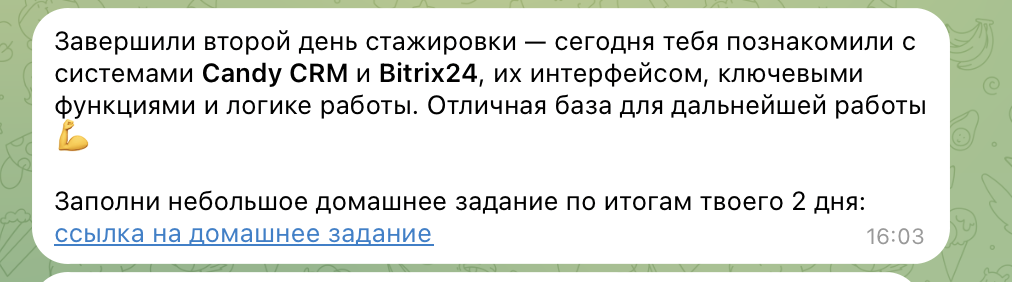 Завершили второй день стажировки — сегодня тебя познакомили с
системами Candy CRM и Bitrix24, их интерфейсом, ключевыми
функциями и логике работы. Отличная база для дальнейшей работы
💪
Заполни небольшое домашнее задание по итогам твоего 2 дня:
ссылка на домашнее задание 16:03